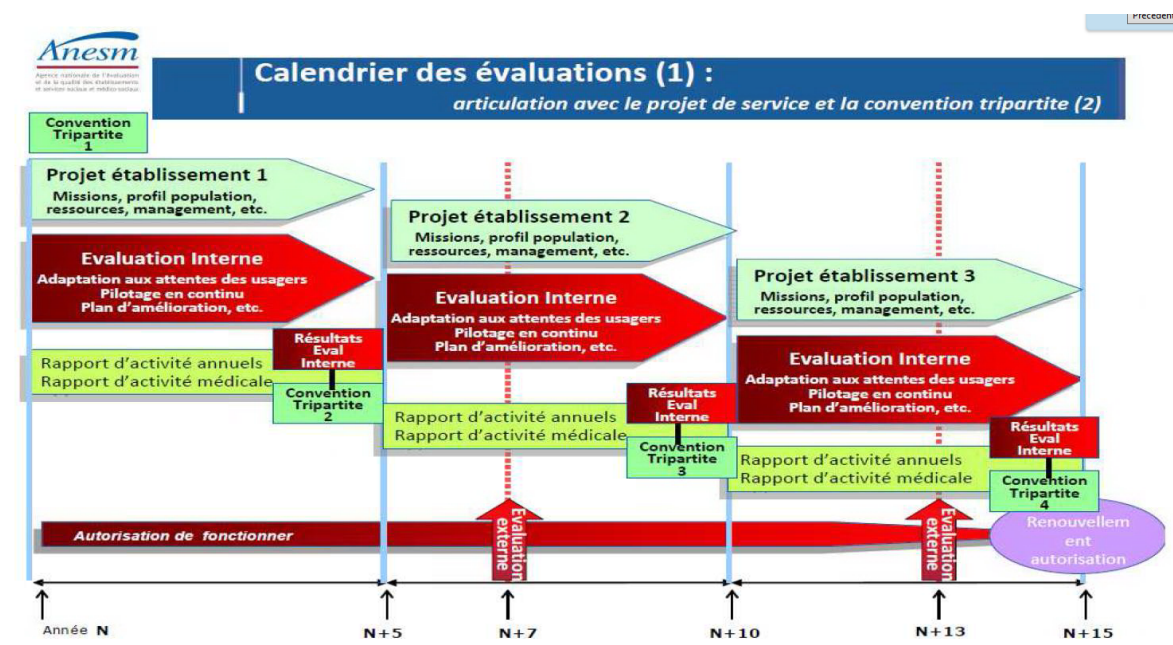 Précédent
Anesm
Agence nationale de l'évaluation
et de la qualité des établissements
et services sociaux et médico-sociaux
Calendrier des évaluations (1) :
articulation avec le projet de service et la convention tripartite (2)
Convention
Tripartite
1
Projet établissement 1
Missions, profil population,
ressources, management, etc.
Projet établissement 2
Missions, profil population,
ressources, management, etc.
Projet établissement 3
Missions, profil population,
ressources, management, etc.
Evaluation Interne
Adaptation aux attentes des usagers
Pilotage en continu
Plan d'amélioration, etc.
Evaluation Interne
Adaptation aux attentes des usagers
Pilotage en continu
Plan d'amélioration, etc.
Evaluation Interne
Adaptation aux attentes des usagers
Pilotage en continu
Plan d'amélioration, etc.
Résultats
Eval
Interne
Rapport d'activité annuels
Rapport d'activité médicale
Convention
Tripartite
2
Résultats
Eval
Interne
Rapport d'activité annuels
Rapport d'activité médicale
Convention
Tripartite
3
Résultats
Eval
Interne
Rapport d'activité annuels
Rapport d'activité médicale
Convention
Tripartite
4
Autorisation de fonctionner
Evaluation
externe
Evaluation
externe
Renouvellem
ent
autorisation
Année N
N+5
N+7
N+10
N+13
N+15